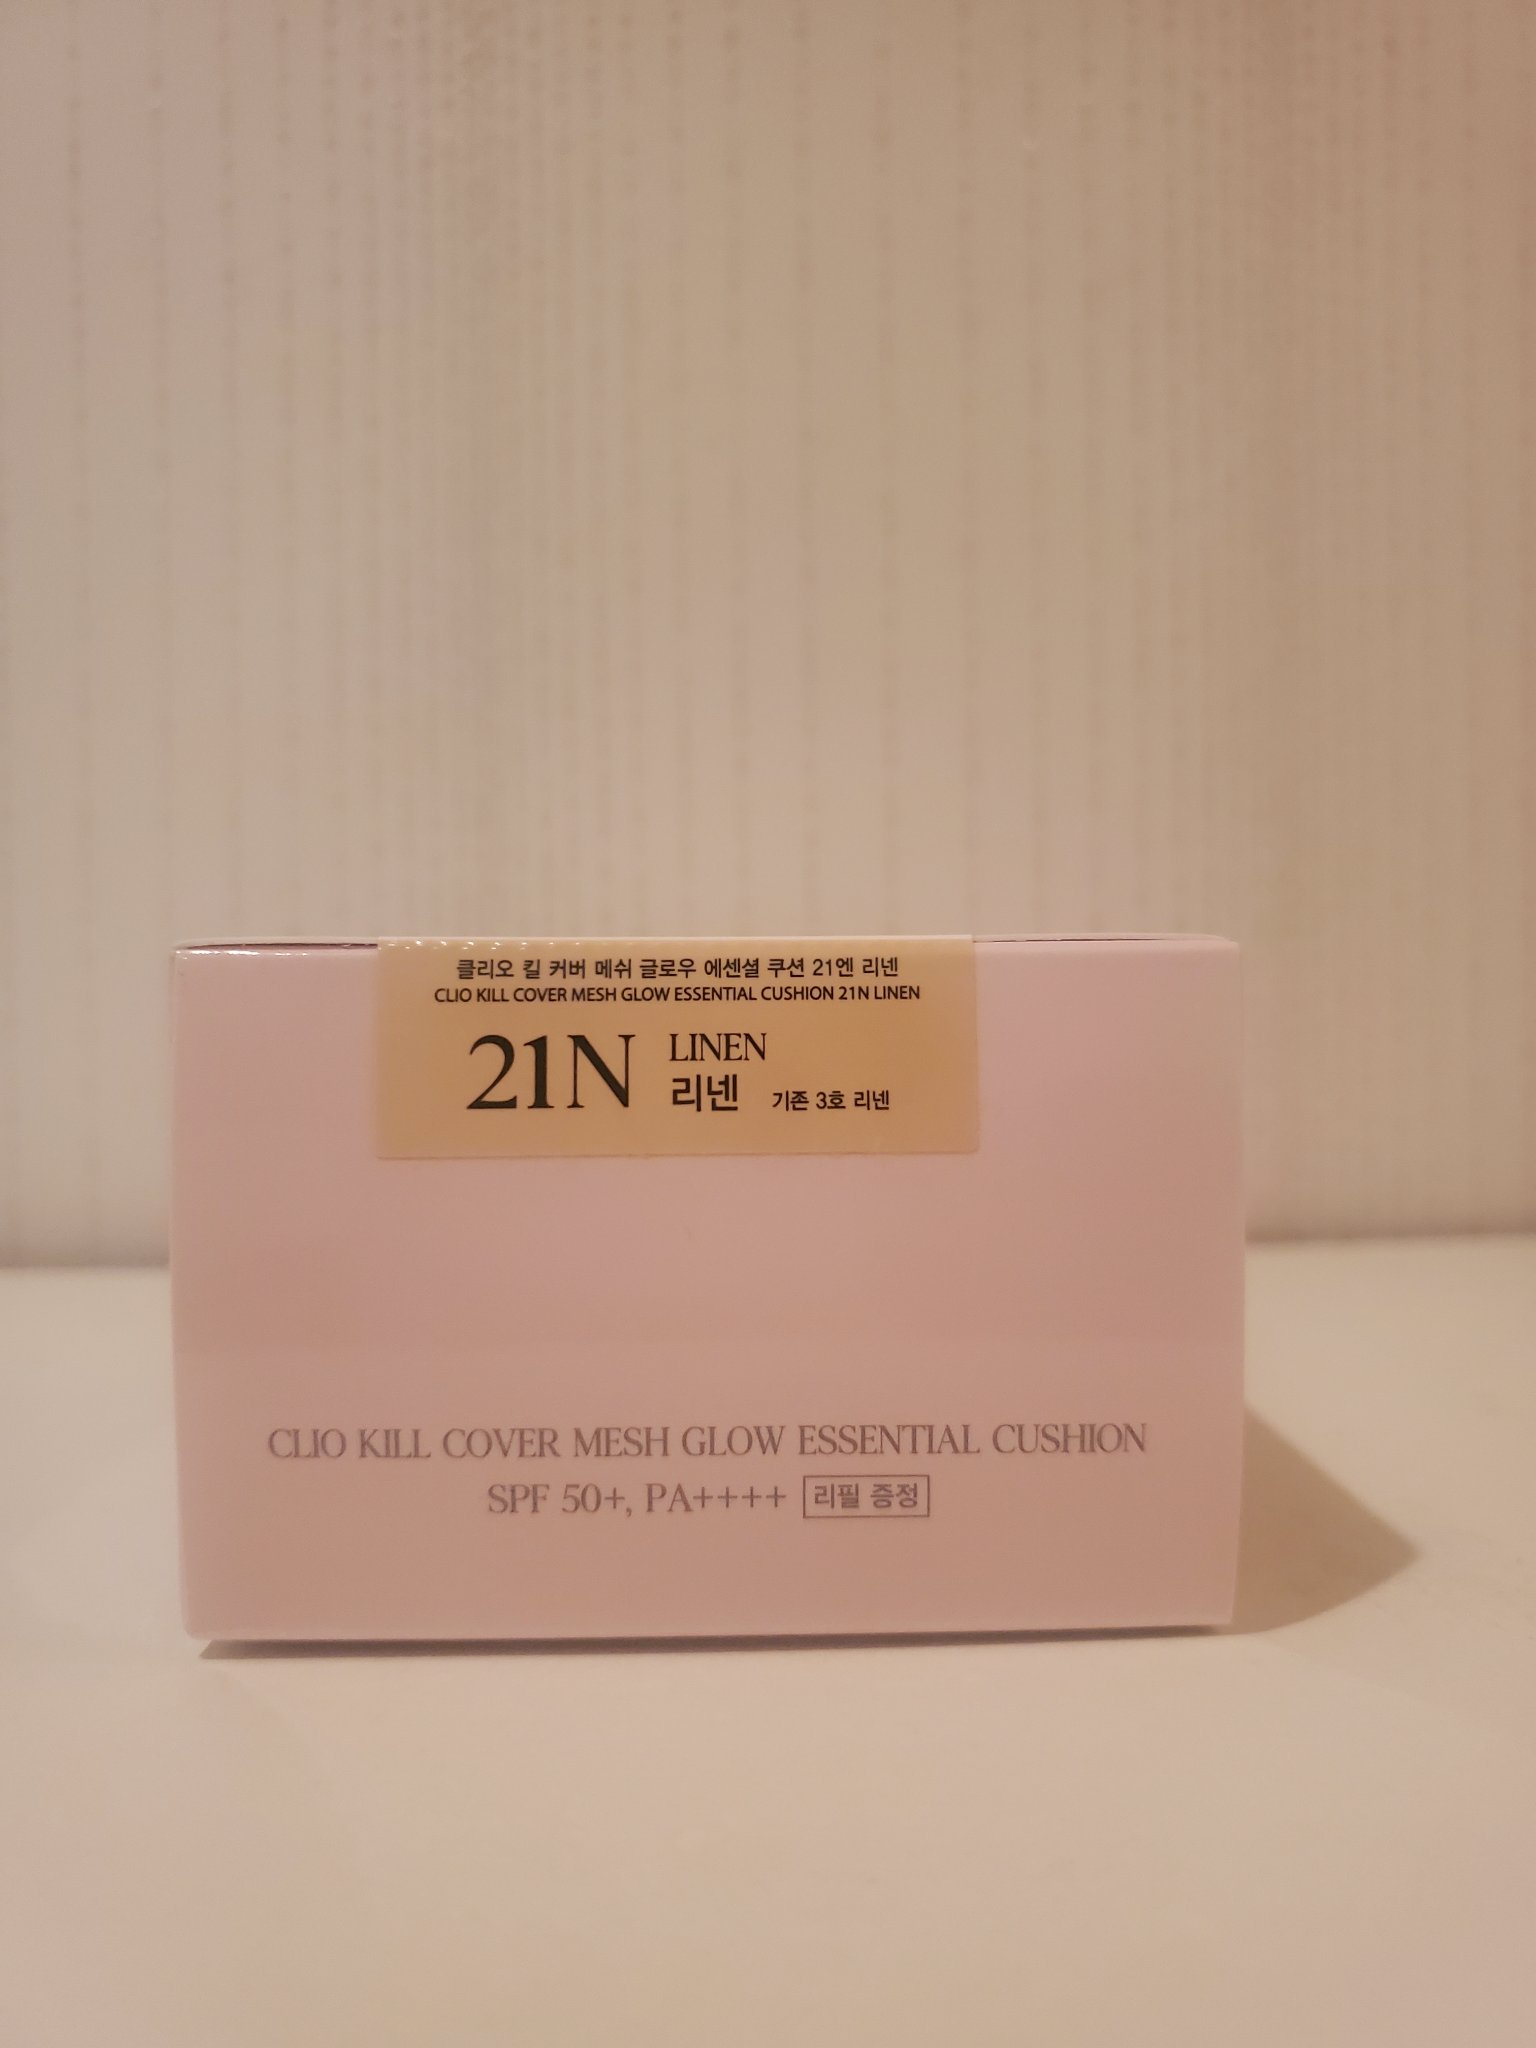 클리오 킬 커버 메쉬 글로우 에센셜 쿠션 21엔 리넨
CLIO KILL COVER MESH GLOW ESSENTIAL CUSHION 21N LINEN
21N LINEN
리넨 기존 3호 리넨
CLIO KILL COVER MESH GLOW ESSENTIAL CUSHION
SPF 50+, PA++++ 리필 증정